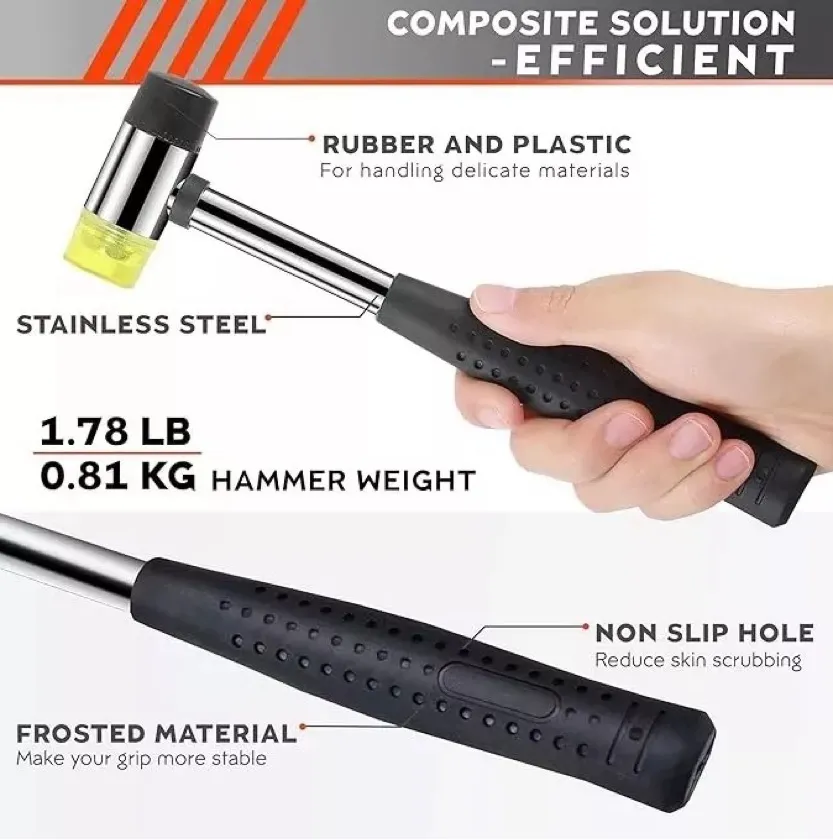 COMPOSITE SOLUTION
-EFFICIENT
RUBBER AND PLASTIC
For handling delicate materials
STAINLESS STEEL
1.78 LB
0.81 KG HAMMER WEIGHT
NON SLIP HOLE
Reduce skin scrubbing
FROSTED MATERIAL
Make your grip more stable